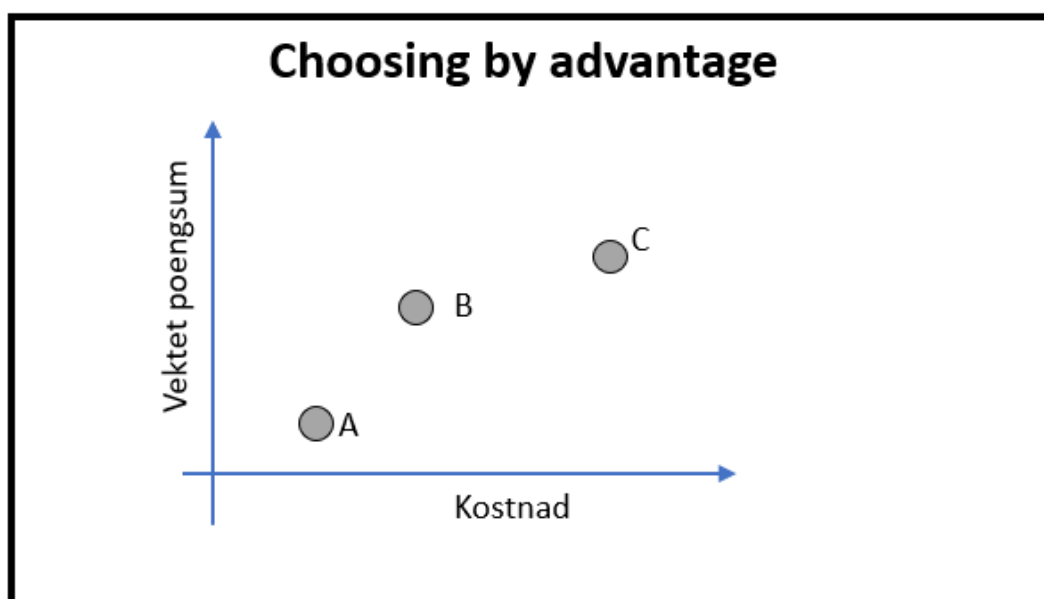 Choosing by advantage
Vektet poengsum
C
B
A
Kostnad